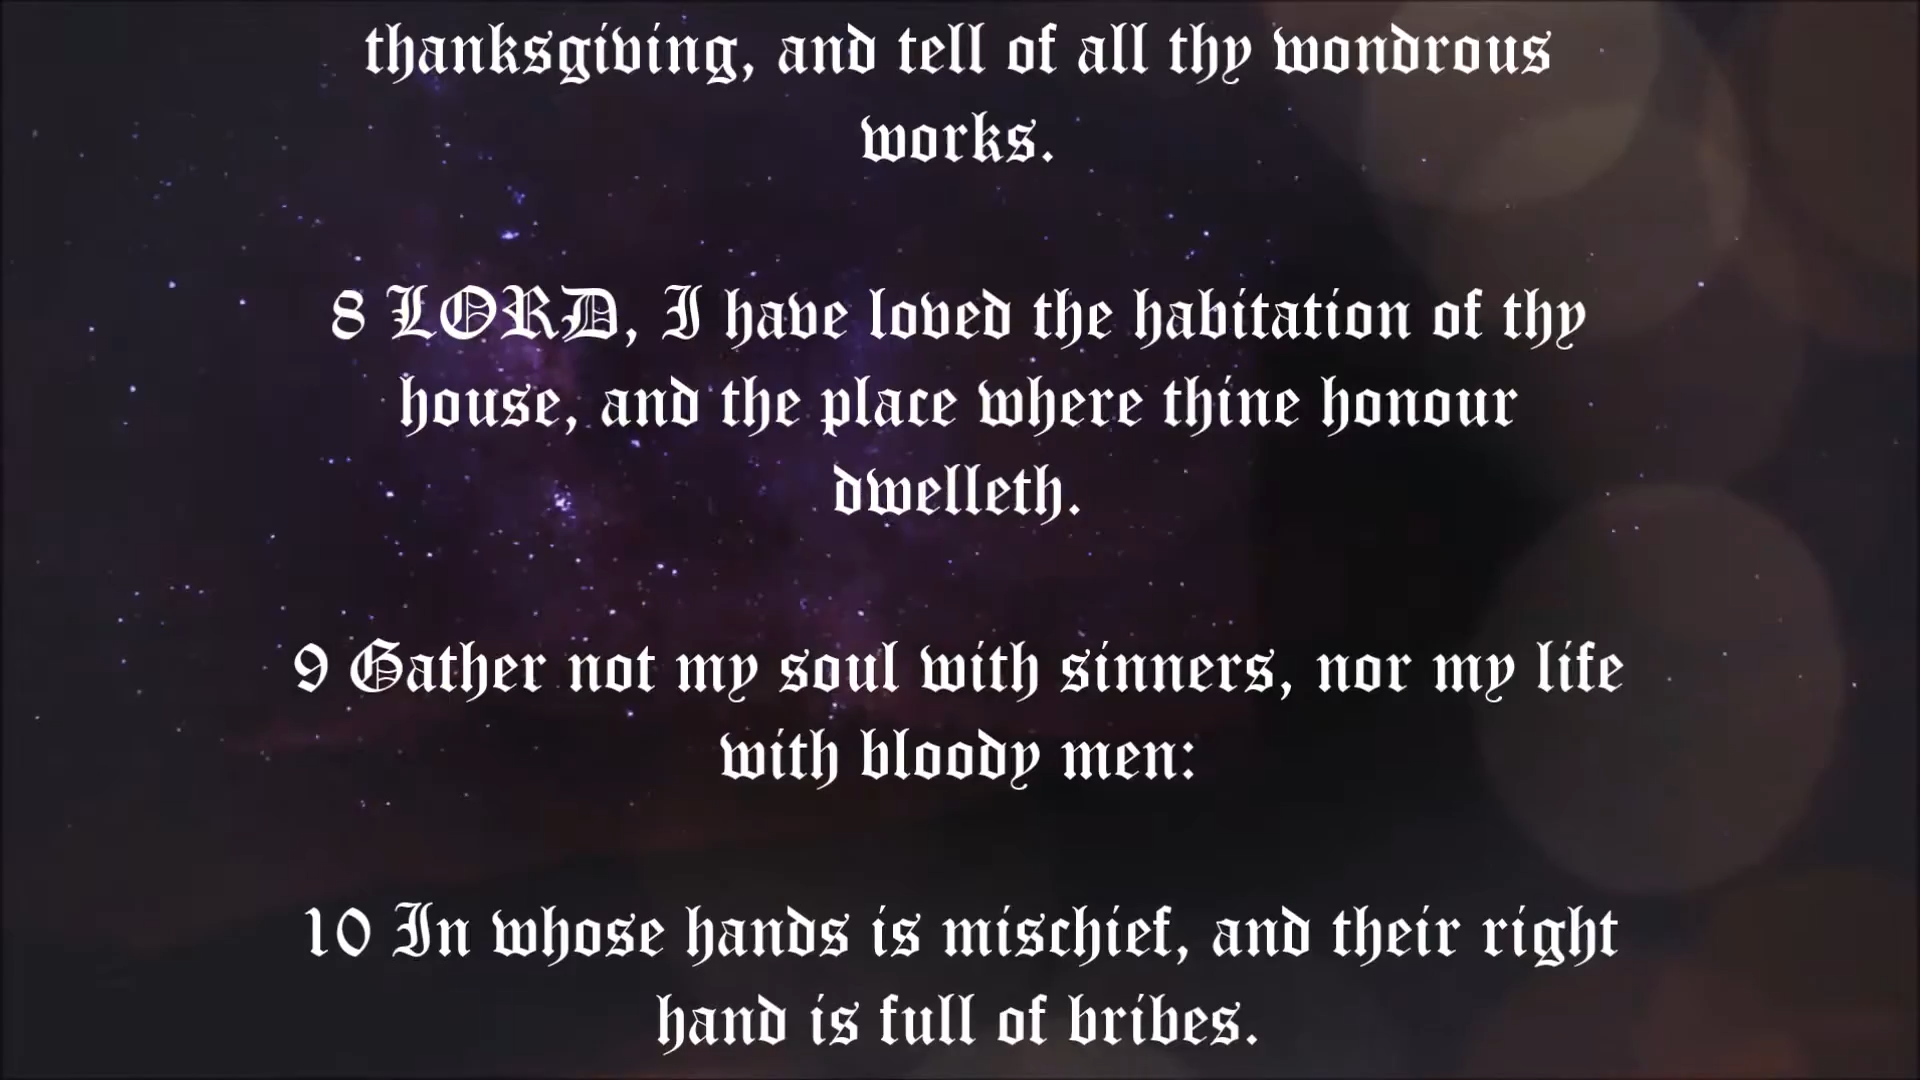 thanksgiving, and tell of all thy wondrous
works.
8 LORD, I have loved the habitation of thy
house, and the place where thine honour
dwelleth.
9 Gather not my soul with sinners, nor my life
with bloody men:
10 In whose hands is mischief, and their right
hand is full of bribes.